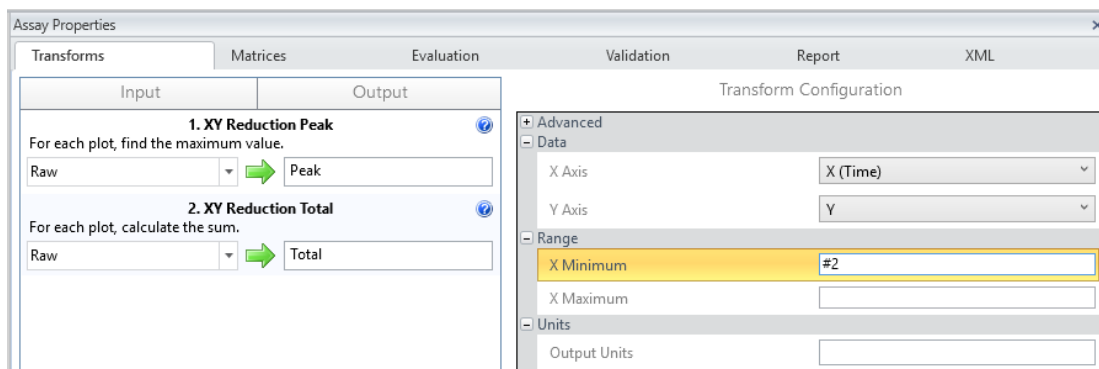 Assay Properties
Transforms Matrices Evaluation Validation Report XML
Input Output
1. XY Reduction Peak
For each plot, find the maximum value.
Raw Peak
2. XY Reduction Total
For each plot, calculate the sum.
Raw Total
Transform Configuration
Advanced
Data
X Axis X (Time)
Y Axis Y
Range
X Minimum #2
X Maximum
Units
Output Units